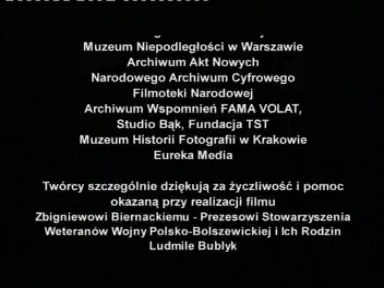 Muzeum Niepodległości w Warszawie
Archiwum Akt Nowych
Narodowego Archiwum Cyfrowego
Filmoteki Narodowej
Archiwum Wspomnień FAMA VOLAT,
Studio Bąk, Fundacja TST
Muzeum Historii Fotografii w Krakowie
Eureka Media
Twórcy szczególnie dziękują za życzliwość i pomoc
okazaną przy realizacji filmu
Zbigniewowi Biernackiemu - Prezesowi Stowarzyszenia
Weteranów Wojny Polsko-Bolszewickiej i Ich Rodzin
Ludmile Bublyk